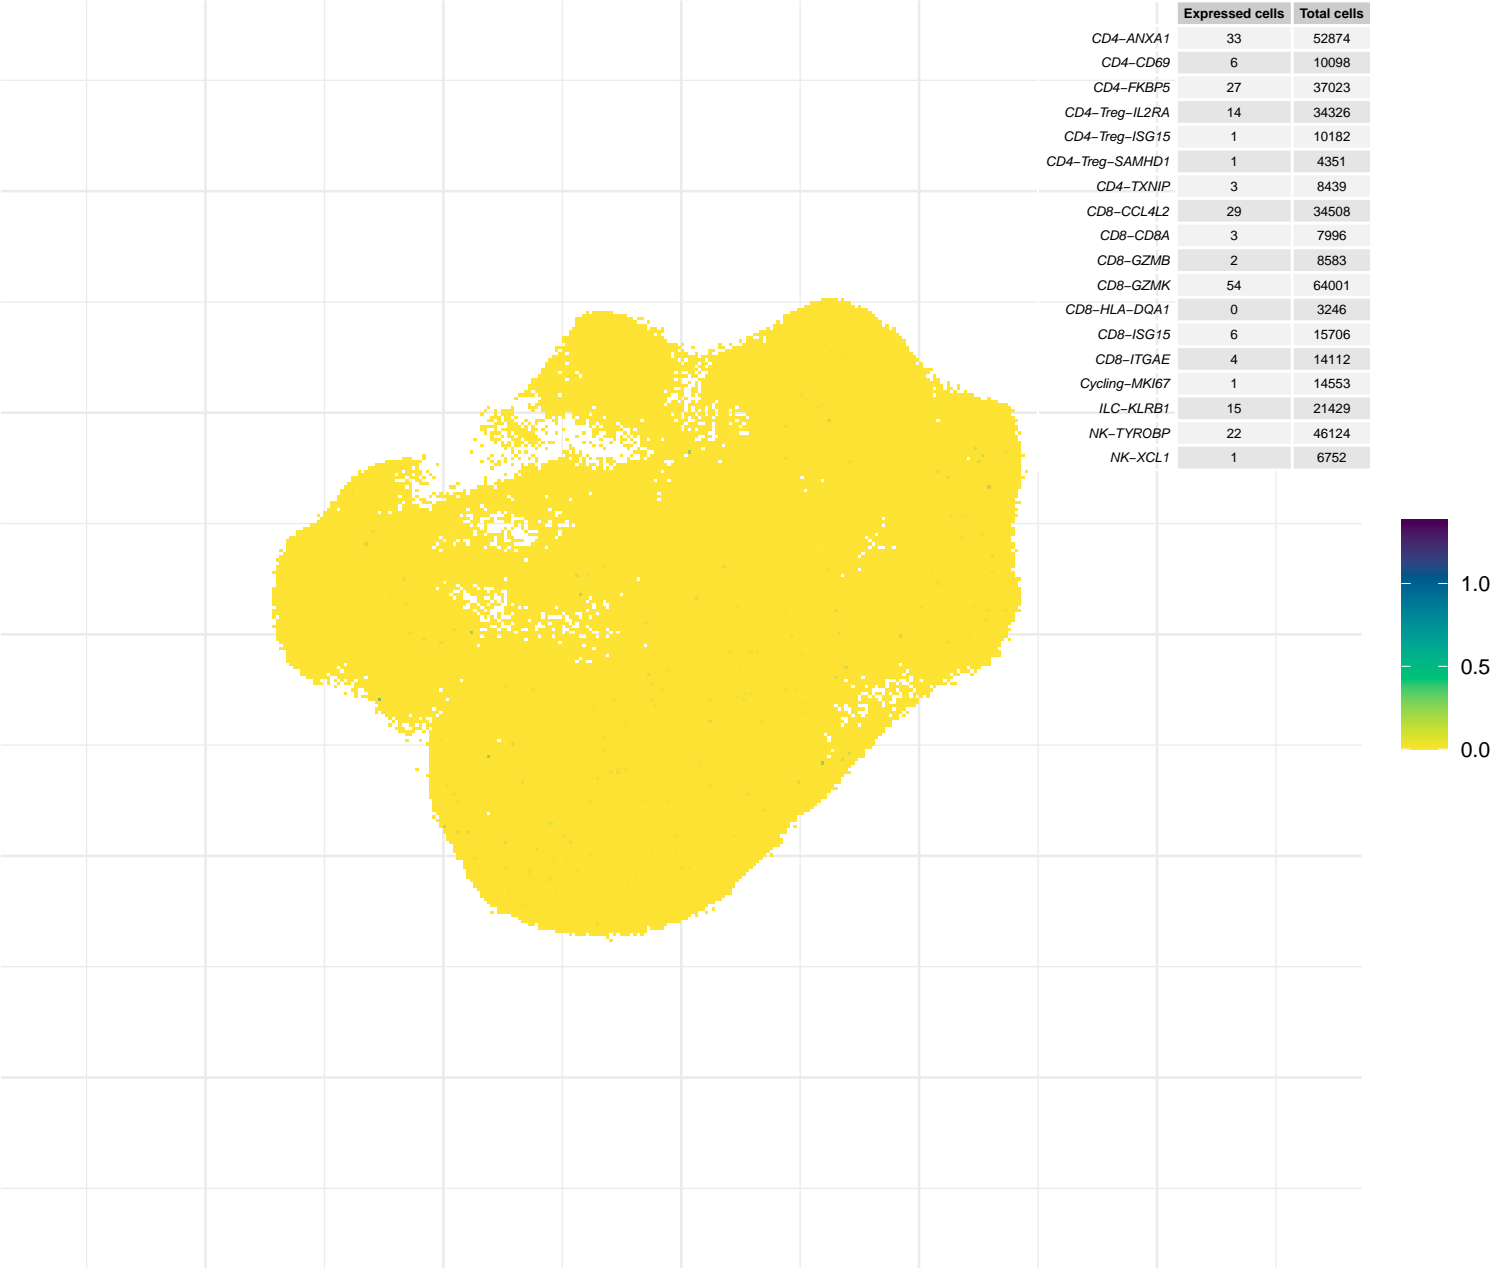 Expressed cells Total cells
CD4−ANXA1 33 52874
CD4−CD69 6 10098
CD4−FKBP5 27 37023
CD4−Treg−IL2RA 14 34326
CD4−Treg−ISG15 1 10182
CD4−Treg−SAMHD1 1 4351
CD4−TXNIP 3 8439
CD8−CCL4L2 29 34508
CD8−CD8A 3 7996
CD8−GZMB 2 8583
CD8−GZMK 54 64001
CD8−HLA−DQA1 0 3246
CD8−ISG15 6 15706
CD8−ITGAE 4 14112
Cycling−MKI67 1 14553
ILC−KLRB1 15 21429
NK−TYROBP 22 46124
NK−XCL1 1 6752
1.0
0.5
0.0